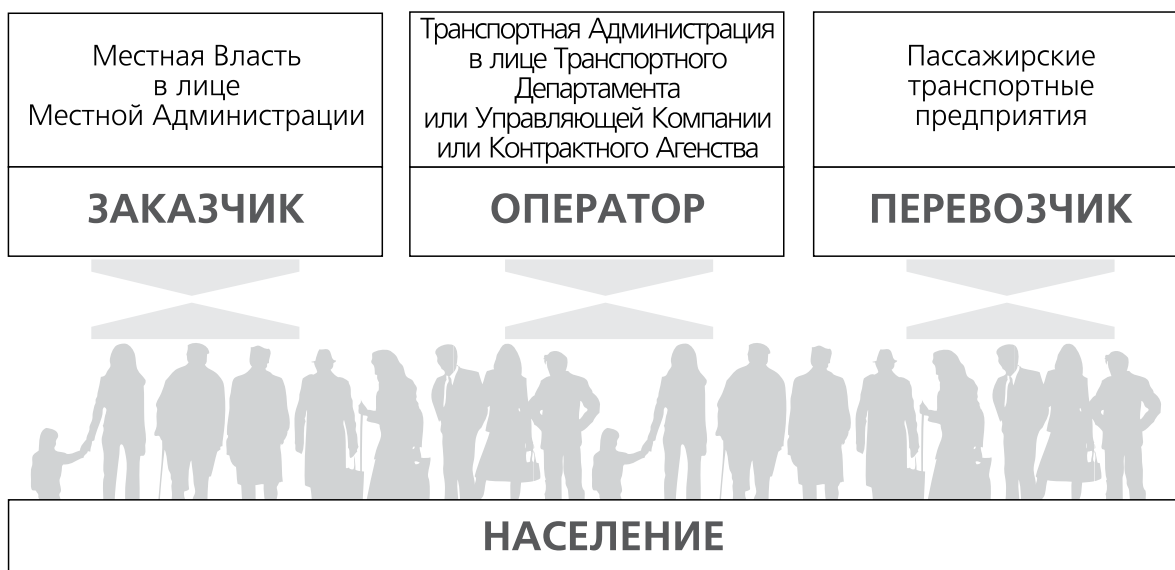 Местная Власть
в лице
Местной Администрации
ЗАКАЗЧИК
Транспортная Администрация
в лице Транспортного
Департамента
или Управляющей Компании
или Контрактного Агенства
ОПЕРАТОР
Пассажирские
транспортные
предприятия
ПЕРЕВОЗЧИК
НАСЕЛЕНИЕ